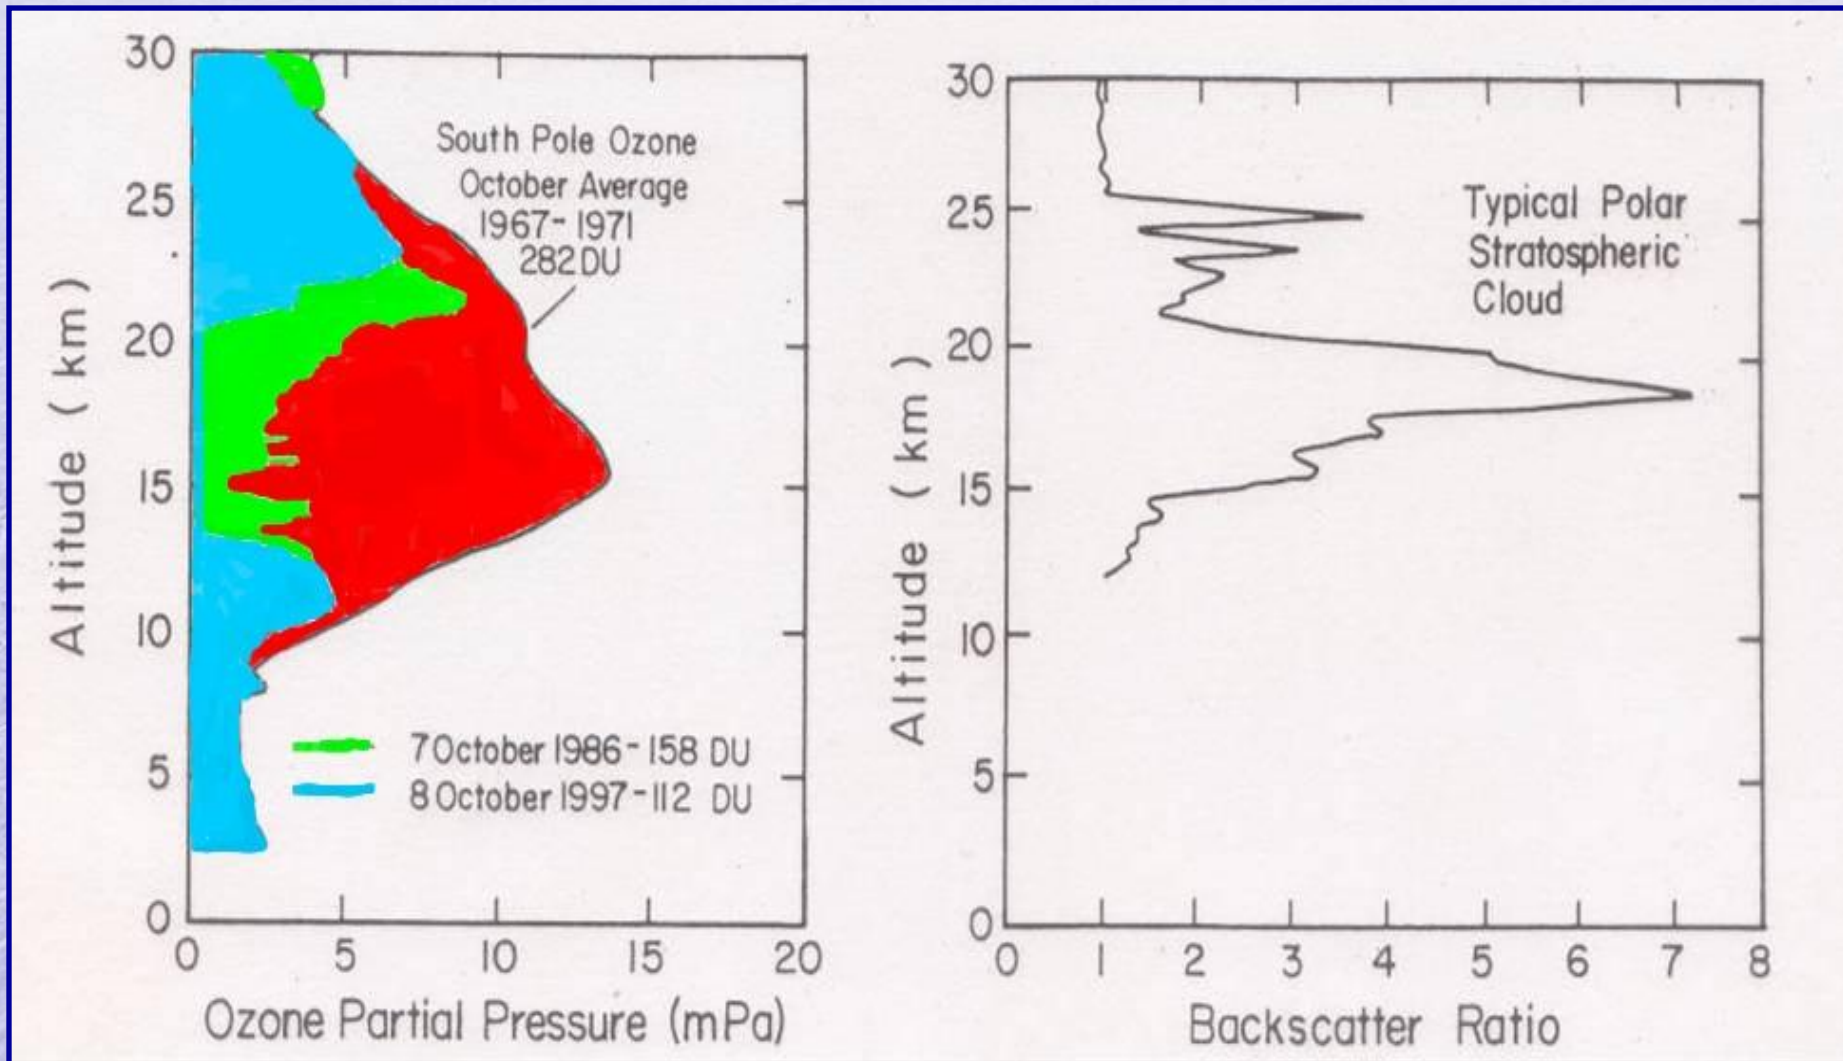 30
25
20
15
10
5
0
Altitude (km)
South Pole Ozone
October Average
1967-1971
282DU
7 October 1986-158 DU
8 October 1997-112 DU
0 5 10 15 20
Ozone Partial Pressure (mPa)
30
25
20
15
10
5
0
Altitude (km)
Typical Polar
Stratospheric
Cloud
0 1 2 3 4 5 6 7 8
Backscatter Ratio